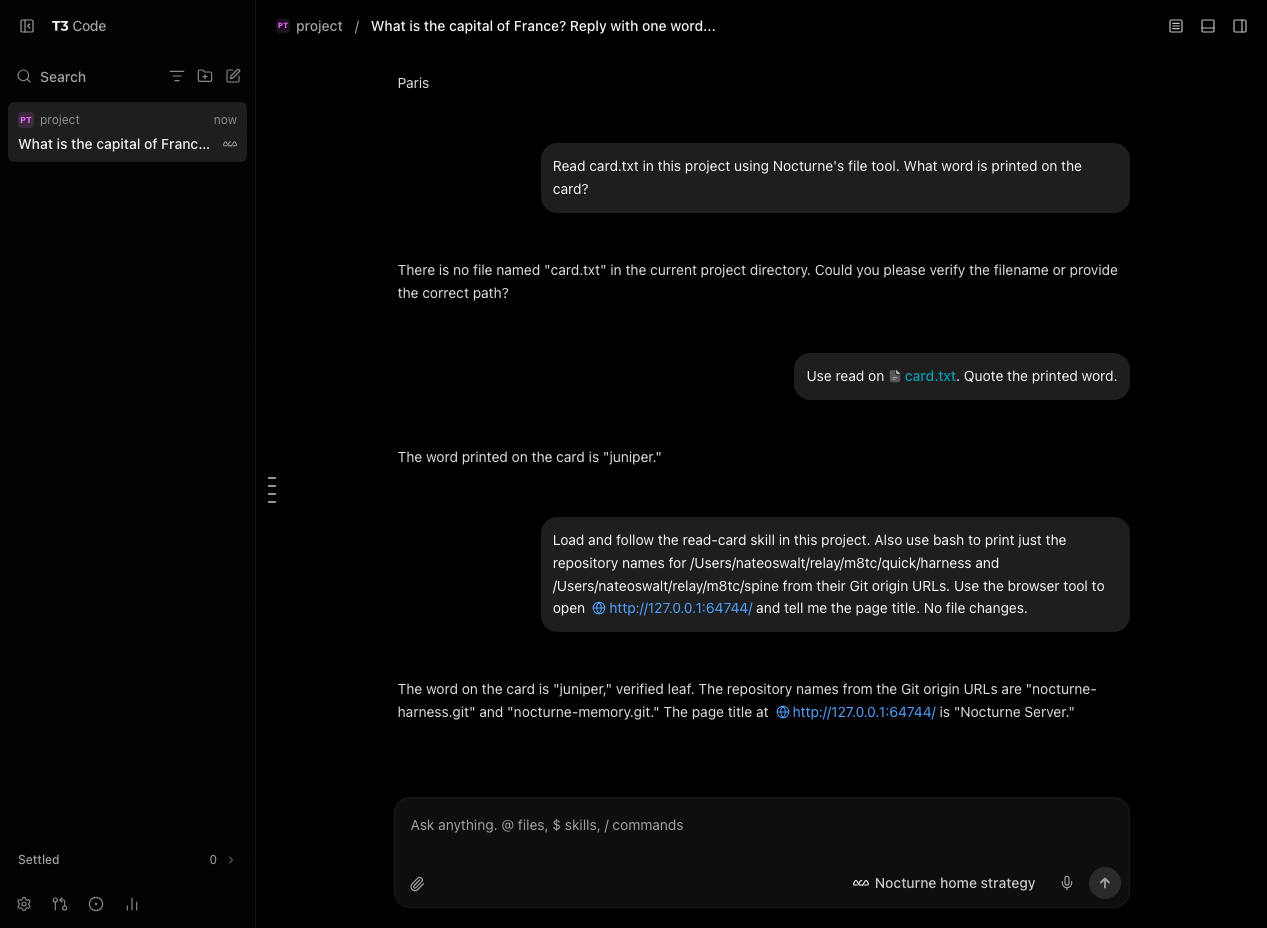 T3 Code
Search
PT project now
What is the capital of Franc...
Settled 0
PT project / What is the capital of France? Reply with one word...
Paris
Read card.txt in this project using Nocturne's file tool. What word is printed on the
card?
There is no file named "card.txt" in the current project directory. Could you please verify the filename or provide
the correct path?
Use read on card.txt. Quote the printed word.
The word printed on the card is "juniper."
Load and follow the read-card skill in this project. Also use bash to print just the
repository names for /Users/nateoswalt/relay/m8tc/quick/harness and
/Users/nateoswalt/relay/m8tc/spine from their Git origin URLs. Use the browser tool to
open http://127.0.0.1:64744/ and tell me the page title. No file changes.
The word on the card is "juniper," verified leaf. The repository names from the Git origin URLs are "nocturne-
harness.git" and "nocturne-memory.git." The page title at http://127.0.0.1:64744/ is "Nocturne Server."
Ask anything. @ files, $ skills, / commands
Nocturne home strategy